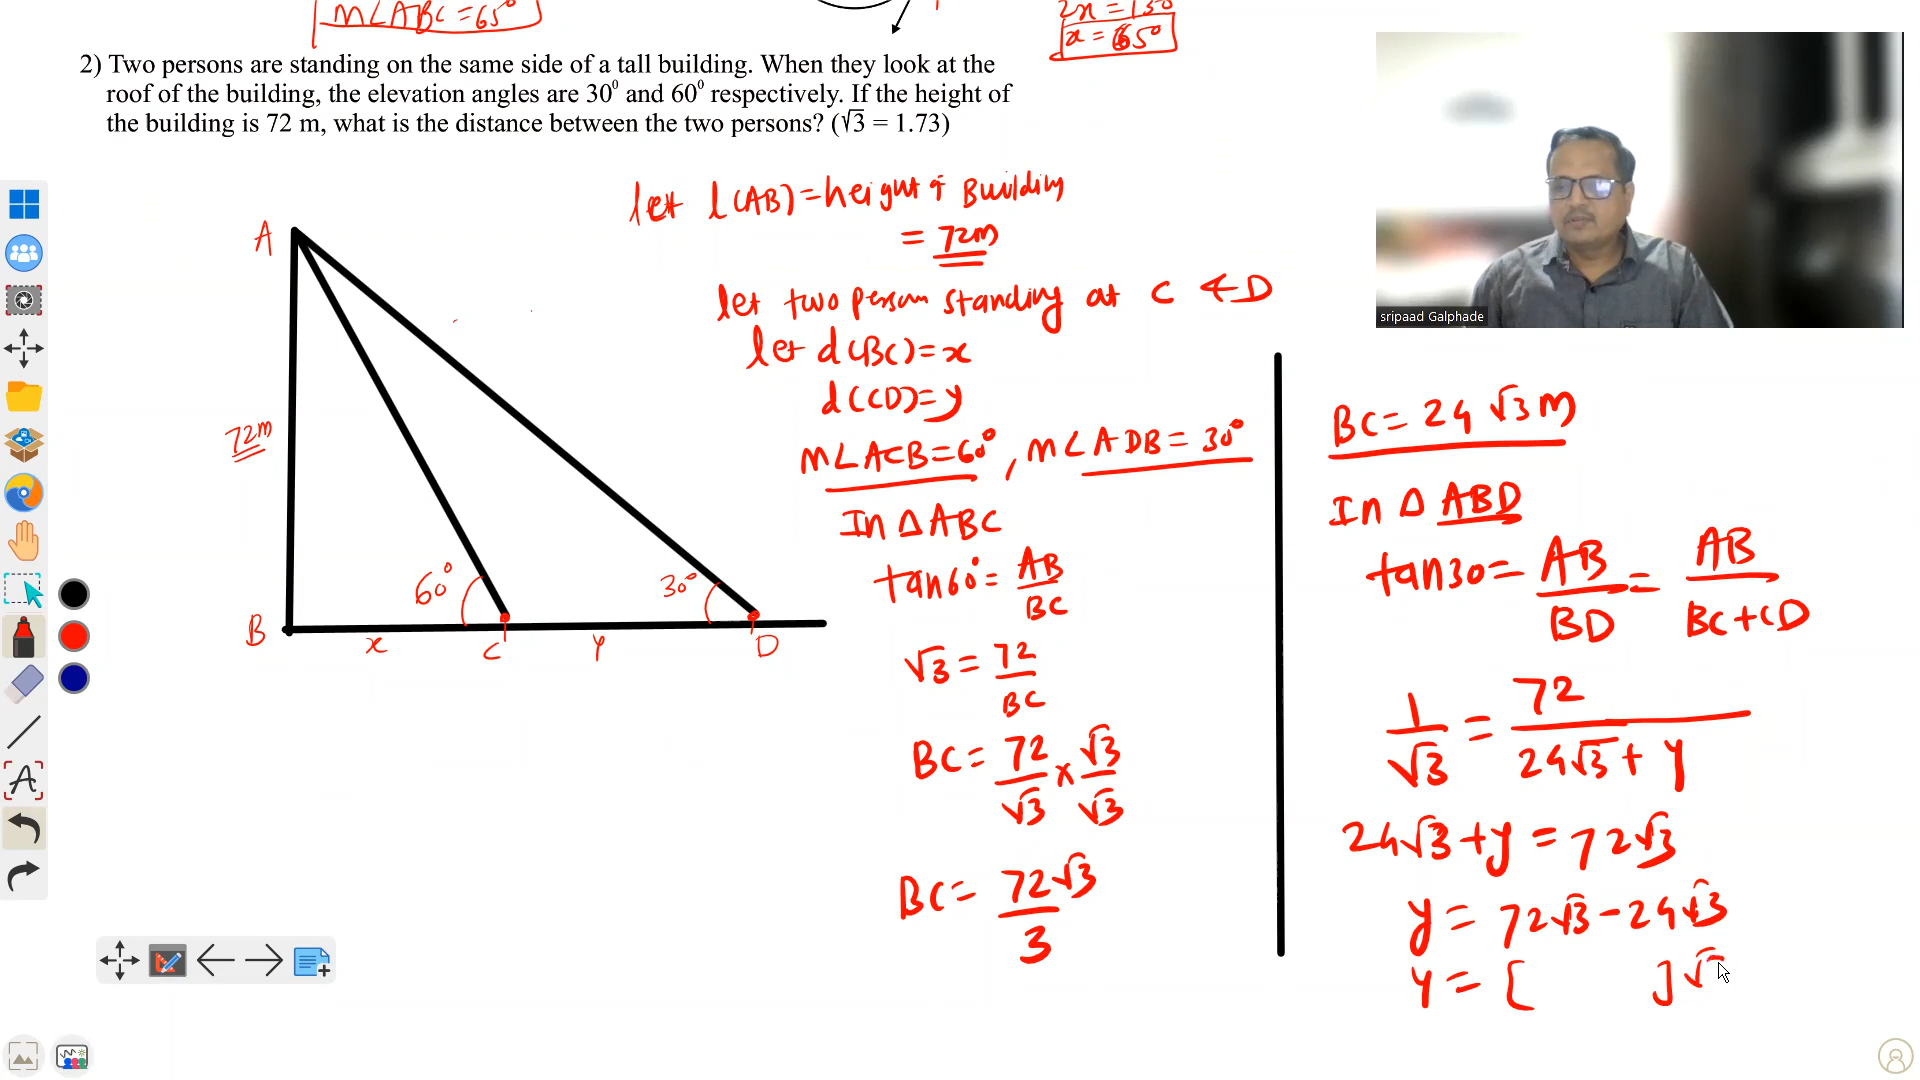 m∠ABC = 65°
2x = 130
x = 65°
2) Two persons are standing on the same side of a tall building. When they look at the
roof of the building, the elevation angles are 30⁰ and 60⁰ respectively. If the height of
the building is 72 m, what is the distance between the two persons? (√3 = 1.73)
sripaad Galphade
let l(AB) = height of Building
= 72m
let two person standing at C & D
let d(BC) = x
d(CD) = y
m∠ACB = 60°, m∠ADB = 30°
In Δ ABC
tan60° = AB/BC
√3 = 72/BC
BC = 72/√3 × √3/√3
BC = 72√3/3
A
72m
B
x
60°
C
y
30°
D
BC = 24√3 m
In Δ ABD
tan30 = AB/BD = AB/BC+CD
1/√3 = 72/24√3 + y
24√3 + y = 72√3
y = 72√3 - 24√3
y = [ ] √